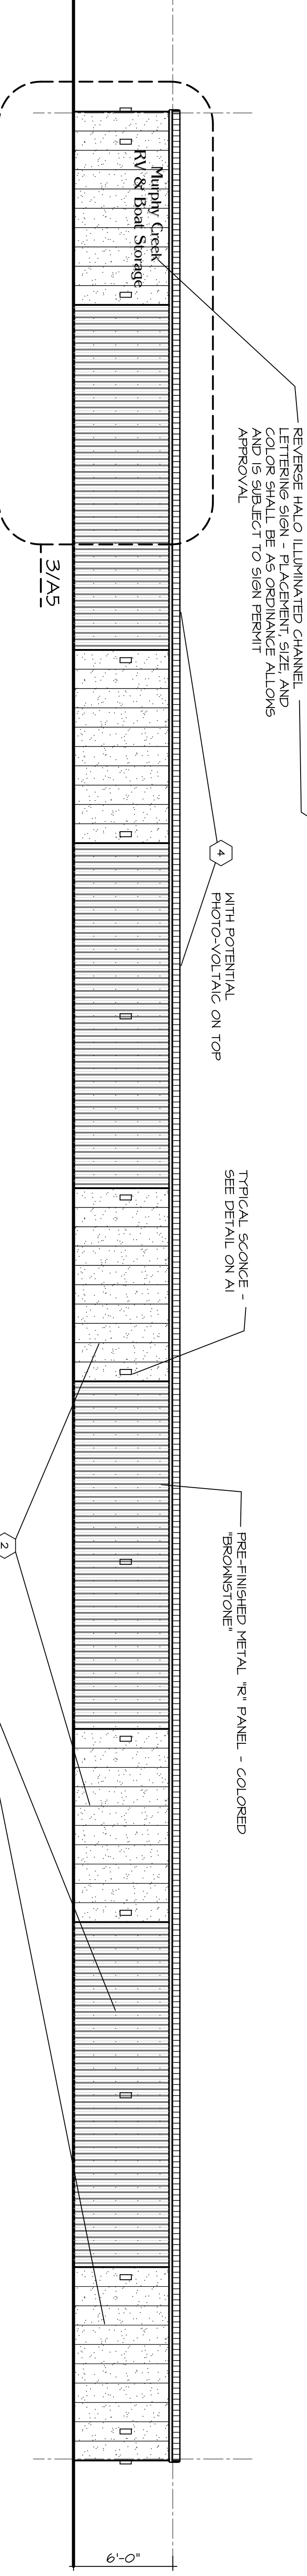 REVERSE HALO ILLUMINATED CHANNEL
LETTERING SIGN - PLACEMENT, SIZE, AND
COLOR SHALL BE AS ORDINANCE ALLOWS
AND IS SUBJECT TO SIGN PERMIT
APPROVAL
Murphy Creek
RV & Boat Storage
3/A5
4
WITH POTENTIAL
PHOTO-VOLTAIC ON TOP
TYPICAL SCONCE -
SEE DETAIL ON A1
PRE-FINISHED METAL "R" PANEL - COLORED
"BROWNSTONE"
2
9'-0"